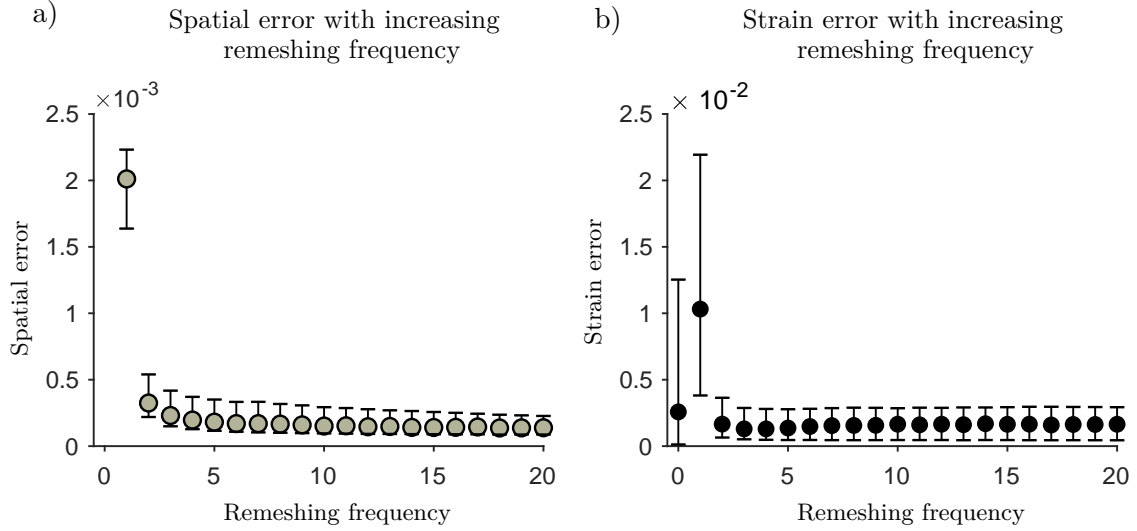 a)
Spatial error with increasing
remeshing frequency
×10⁻³
2.5
2
1.5
1
0.5
0
Spatial error
0 5 10 15 20
Remeshing frequency
b)
Strain error with increasing
remeshing frequency
× 10⁻²
2.5
2
1.5
1
0.5
0
Strain error
0 5 10 15 20
Remeshing frequency